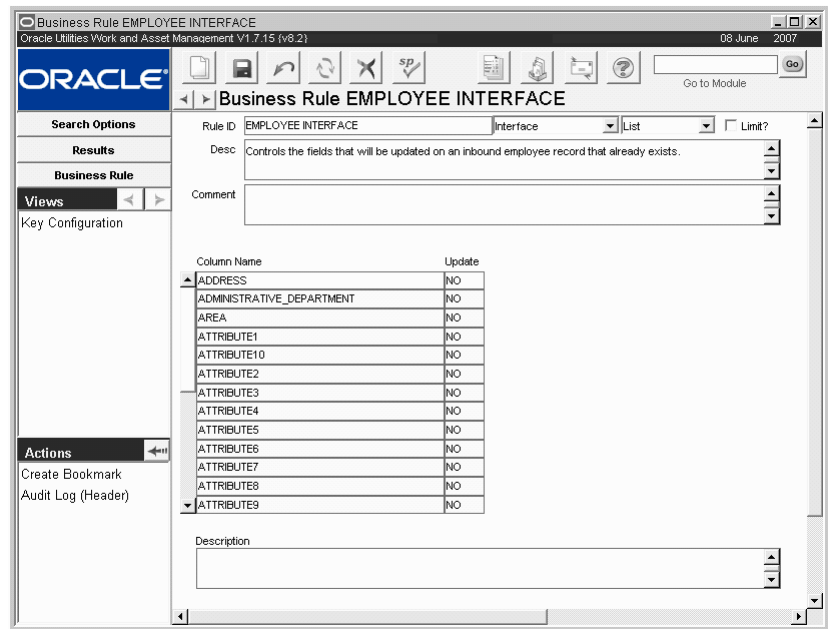 Business Rule EMPLOYEE INTERFACE
Oracle Utilities Work and Asset Management V1.7.15 (v8.2) 08 June 2007
ORACLE
sp
Go
Go to Module
Business Rule EMPLOYEE INTERFACE
Search Options
Results
Business Rule
Views
Key Configuration
Actions
Create Bookmark
Audit Log (Header)
Rule ID EMPLOYEE INTERFACE Interface List Limit?
Desc Controls the fields that will be updated on an inbound employee record that already exists.
Comment
Column Name Update
ADDRESS NO
ADMINISTRATIVE_DEPARTMENT NO
AREA NO
ATTRIBUTE1 NO
ATTRIBUTE10 NO
ATTRIBUTE2 NO
ATTRIBUTE3 NO
ATTRIBUTE4 NO
ATTRIBUTE5 NO
ATTRIBUTE6 NO
ATTRIBUTE7 NO
ATTRIBUTE8 NO
ATTRIBUTE9 NO
Description